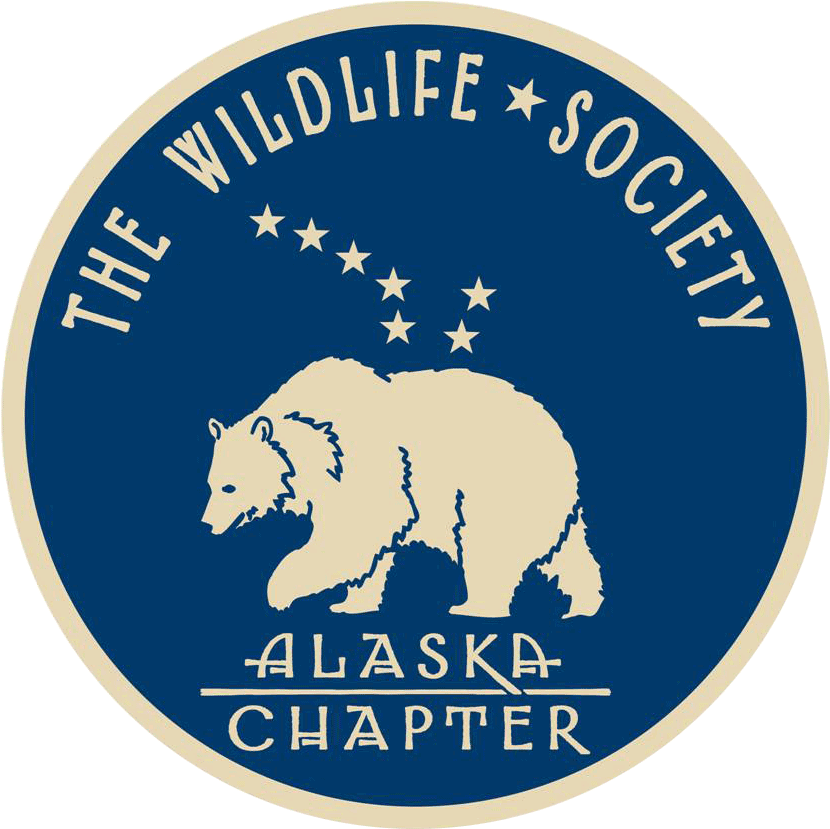 THE WILDLIFE ★ SOCIETY
ALASKA
CHAPTER